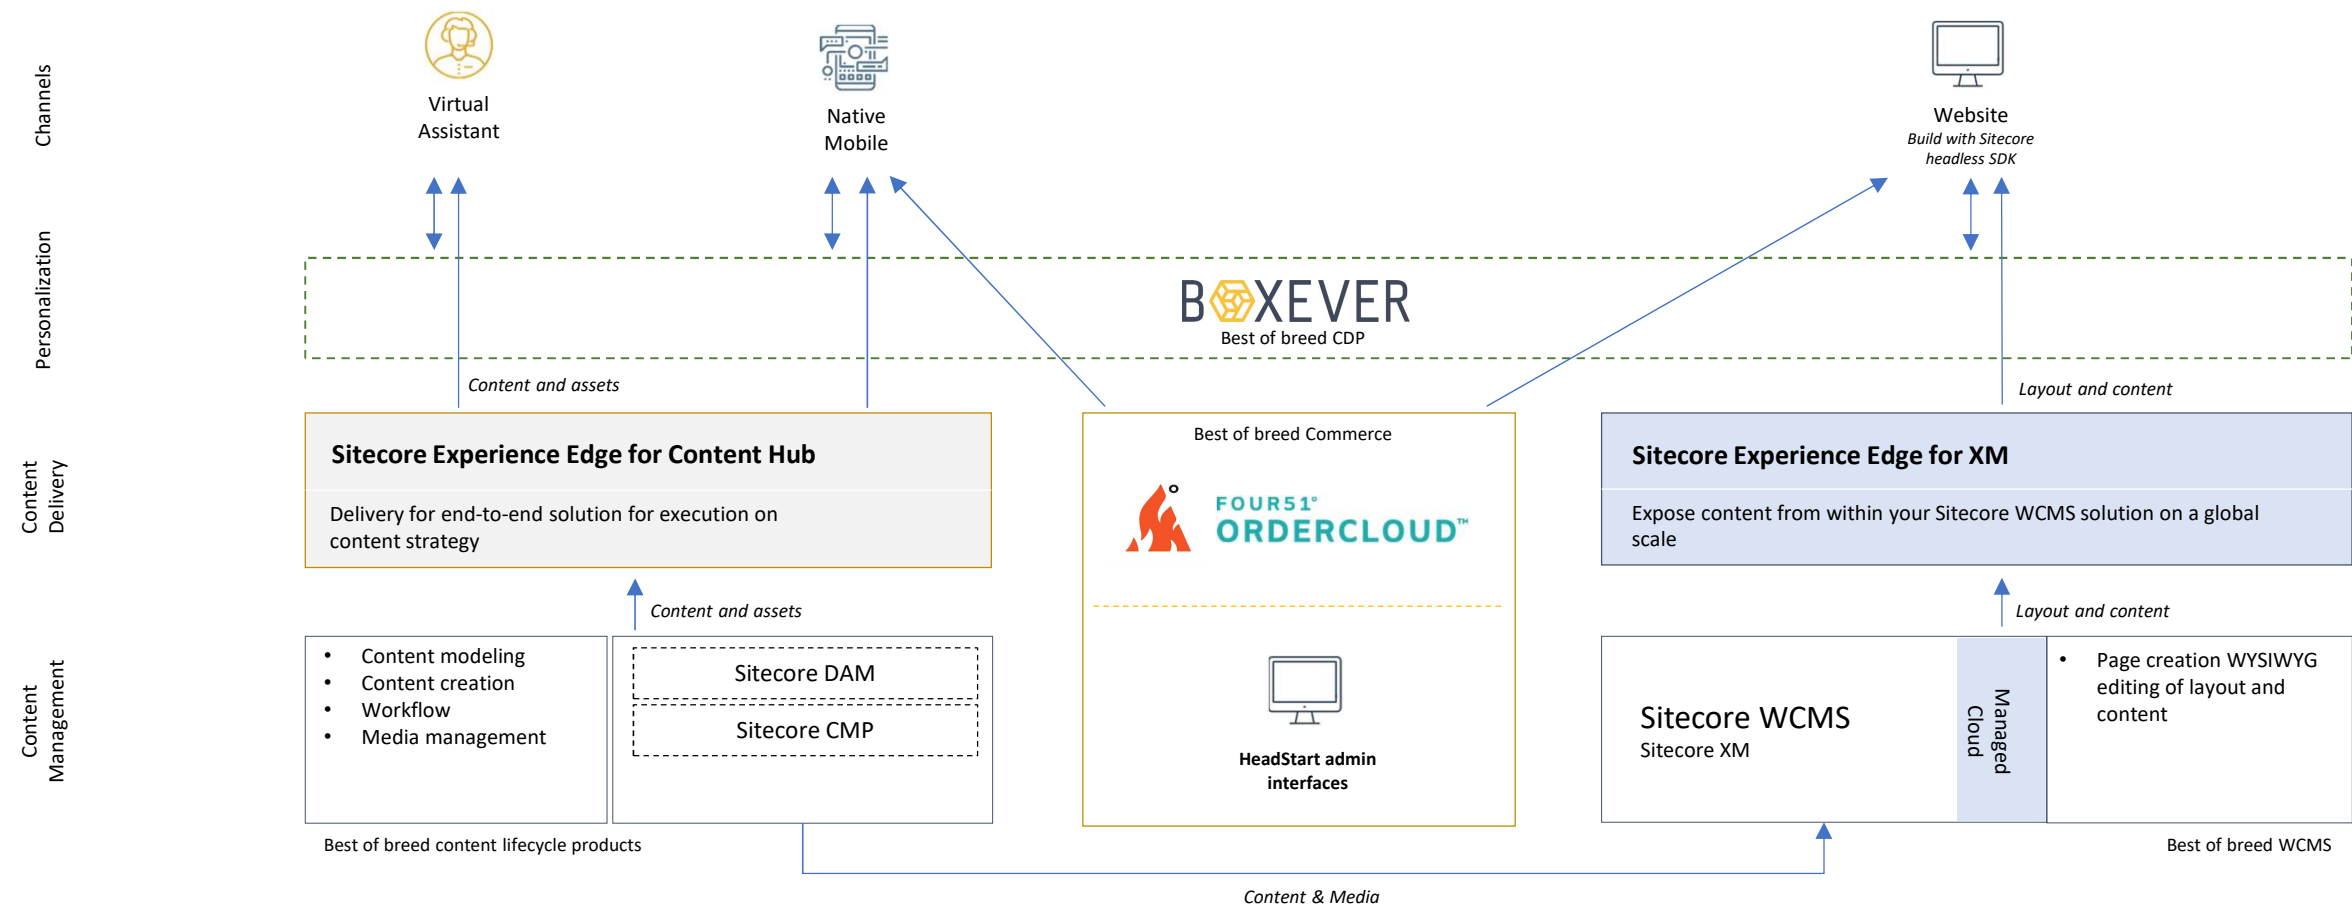 Channels
Virtual
Assistant
Native
Mobile
Website
Build with Sitecore
headless SDK
Personalization
BOXEVER
Best of breed CDP
Content and assets
Layout and content
Content
Delivery
Sitecore Experience Edge for Content Hub
Delivery for end-to-end solution for execution on
content strategy
Best of breed Commerce
FOUR51°
ORDERCLOUD™
Sitecore Experience Edge for XM
Expose content from within your Sitecore WCMS solution on a global
scale
Content and assets
Layout and content
Content
Management
• Content modeling
• Content creation
• Workflow
• Media management
Sitecore DAM
Sitecore CMP
HeadStart admin
interfaces
Sitecore WCMS
Sitecore XM
Managed
Cloud
• Page creation WYSIWYG
editing of layout and
content
Best of breed content lifecycle products
Best of breed WCMS
Content & Media